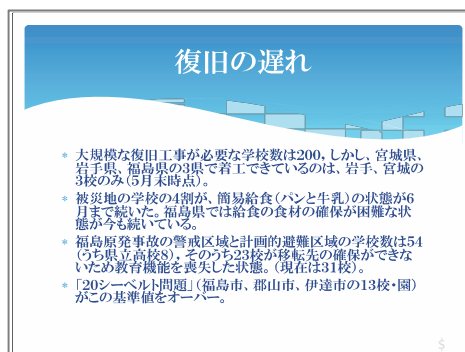 復旧の遅れ
* 大規模な復旧工事が必要な学校数は200,しかし、宮城県、
岩手県、福島県の3県で着工できているのは、岩手、宮城の
3校のみ(5月末時点)。
* 被災地の学校の4割が、簡易給食(パンと牛乳)の状態が6
月まで続いた。福島県では給食の食材の確保が困難な状
態が今も続いている。
* 福島原発事故の警戒区域と計画的避難区域の学校数は54
(うち県立高校8),そのうち23校が移転先の確保ができな
いため教育機能を喪失した状態。(現在は31校)。
* 「20シーベルト問題」(福島市、郡山市、伊達市の13校・園)
がこの基準値をオーバー。
$